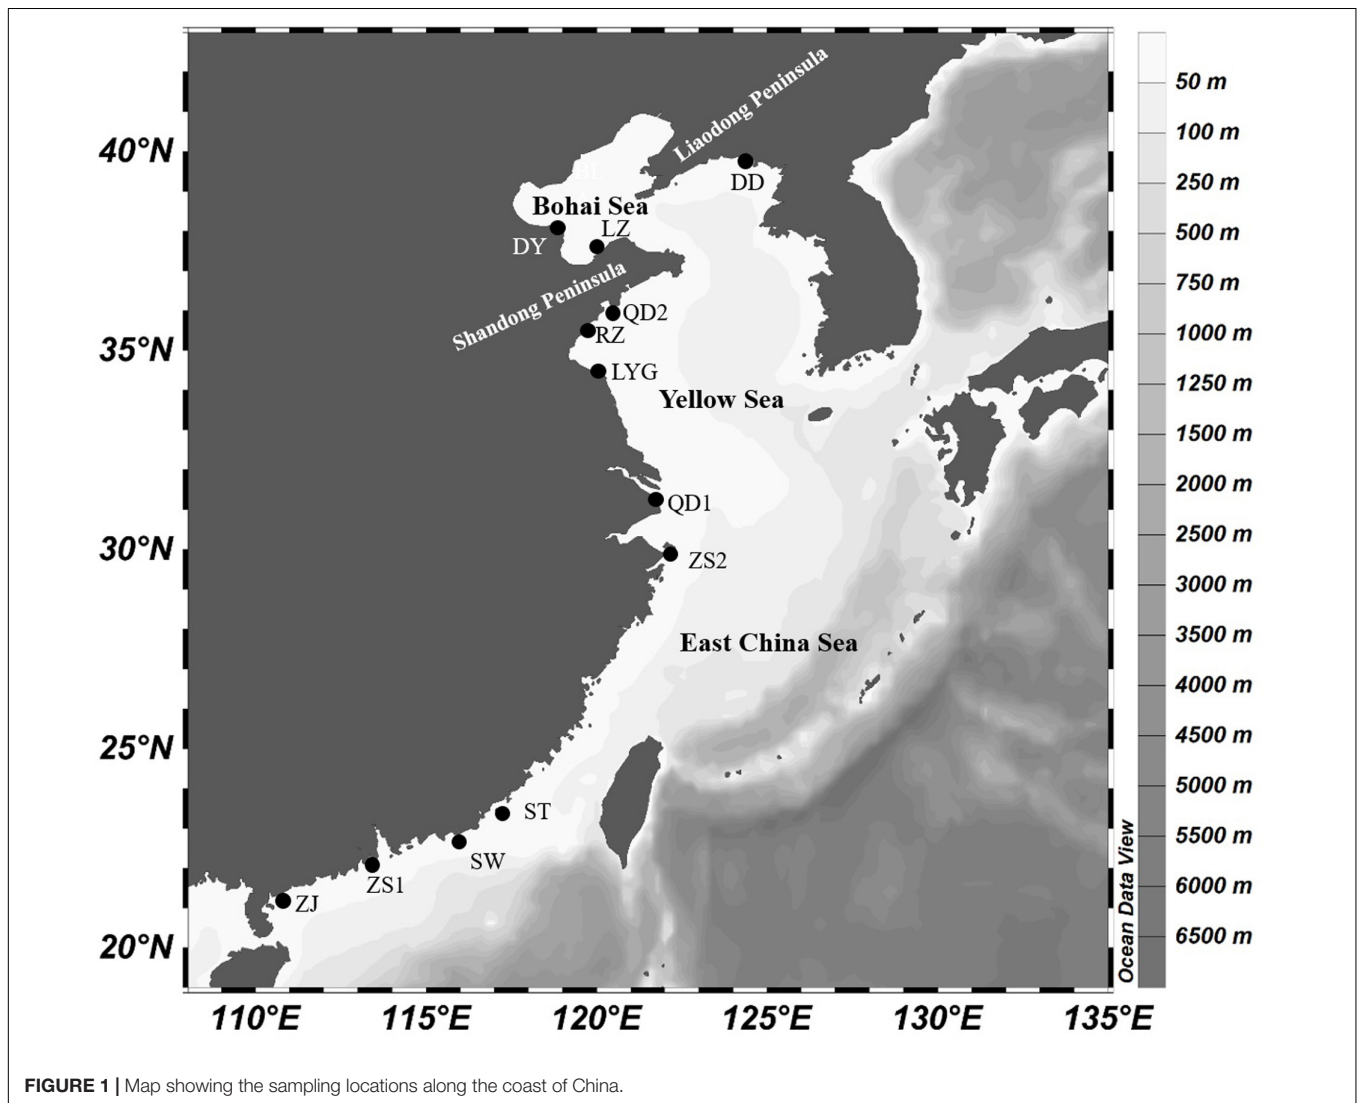 Liaodong Peninsula
50 m
100 m
40°N
DD
250 m
BL
Bohai Sea
LZ
500 m
DY
Shandong Peninsula
750 m
QD2
1000 m
RZ
35°N
LYG
1250 m
Yellow Sea
1500 m
2000 m
QD1
2500 m
30°N
ZS2
3000 m
East China Sea
3500 m
4000 m
25°N
4500 m
5000 m
ST
5500 m
SW
ZS1
6000 m
ZJ
20°N
6500 m
Ocean Data View
110°E
115°E
120°E
125°E
130°E
135°E
FIGURE 1 | Map showing the sampling locations along the coast of China.